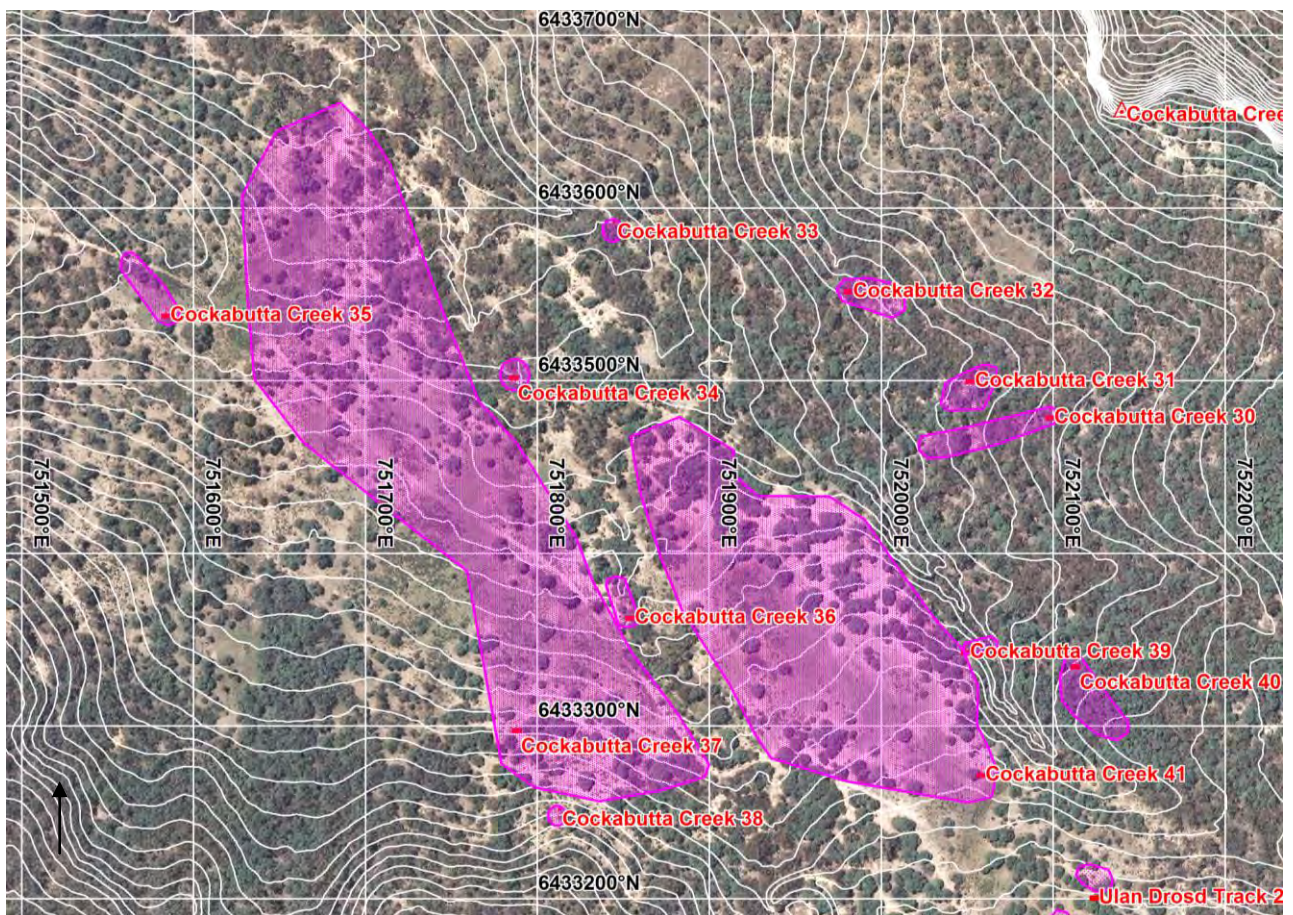 6433700°N
Cockabutta Cree
6433600°N
Cockabutta Creek 33
Cockabutta Creek 32
Cockabutta Creek 35
6433500°N
Cockabutta Creek 34
Cockabutta Creek 31
Cockabutta Creek 30
751500°E
751600°E
751700°E
751800°E
751900°E
752000°E
752100°E
752200°E
Cockabutta Creek 36
Cockabutta Creek 39
Cockabutta Creek 40
6433300°N
Cockabutta Creek 37
Cockabutta Creek 41
Cockabutta Creek 38
6433200°N
Ulan Drosd Track 2